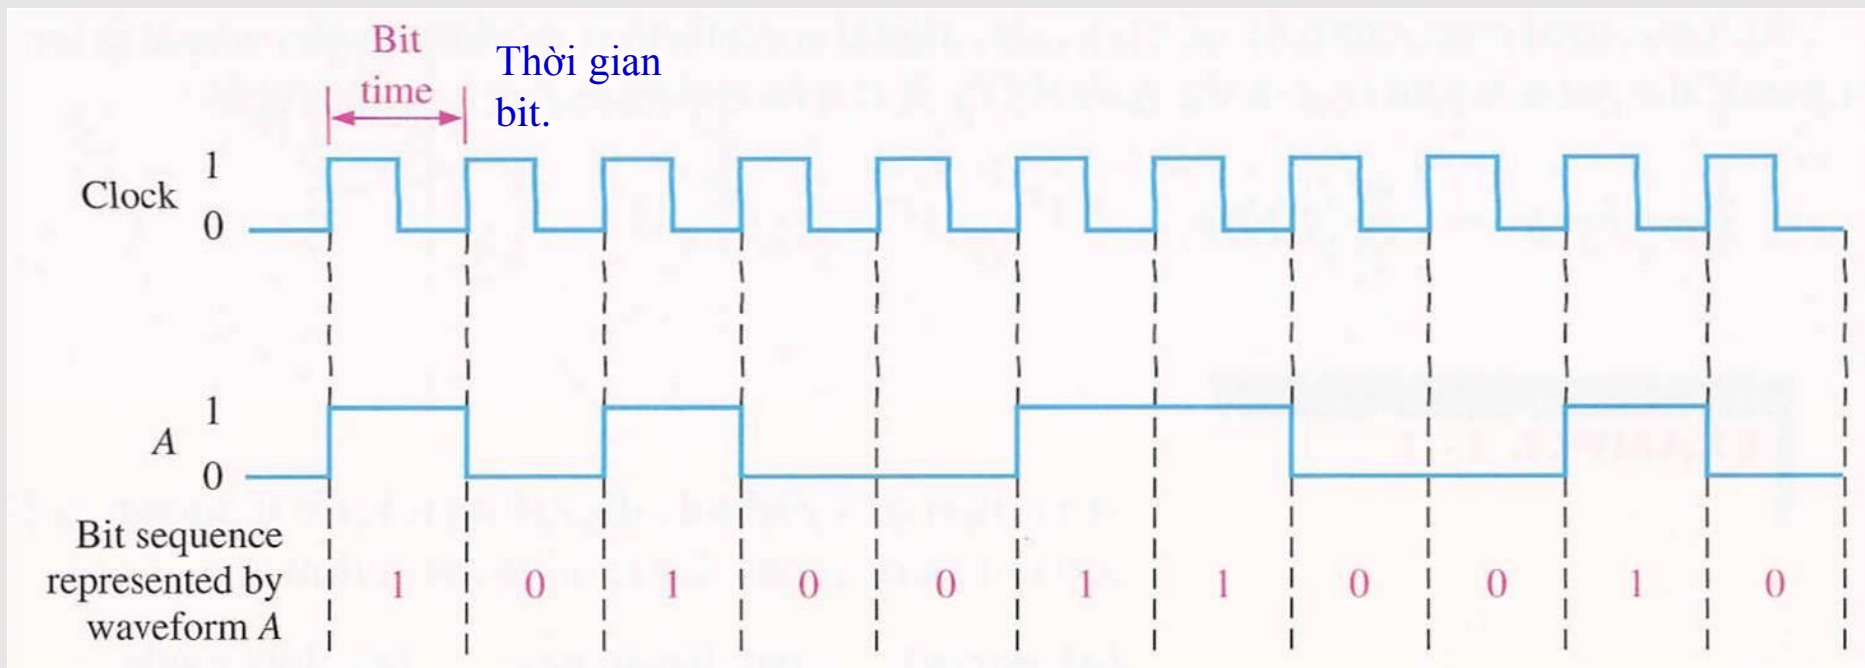 Bit
time
Thời gian
bit.
Clock
1
0
A
1
0
Bit sequence
represented by
waveform A
1 0 1 0 0 1 1 0 0 1 0